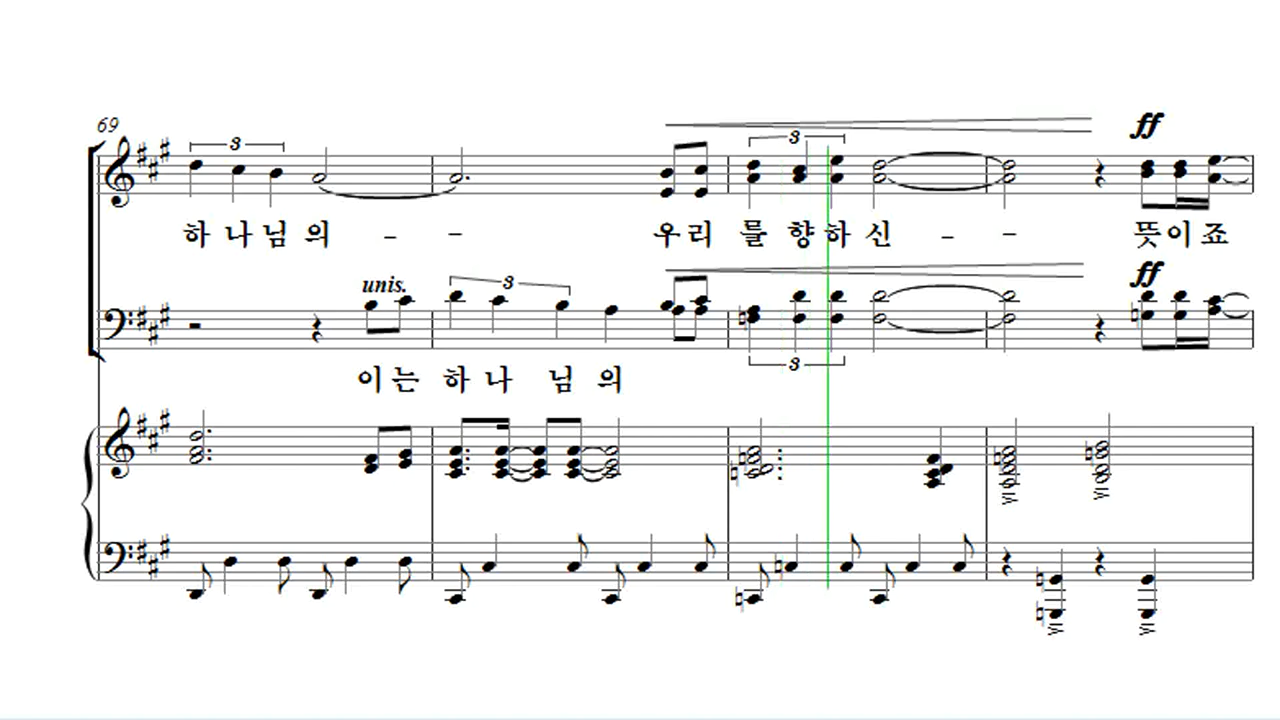 69
3
3
ff
하 나 님 의 - - 우 리 를 향 하 신 - - 뜻 이 죠
unis.
3
ff
3
이 는 하 나 님 의